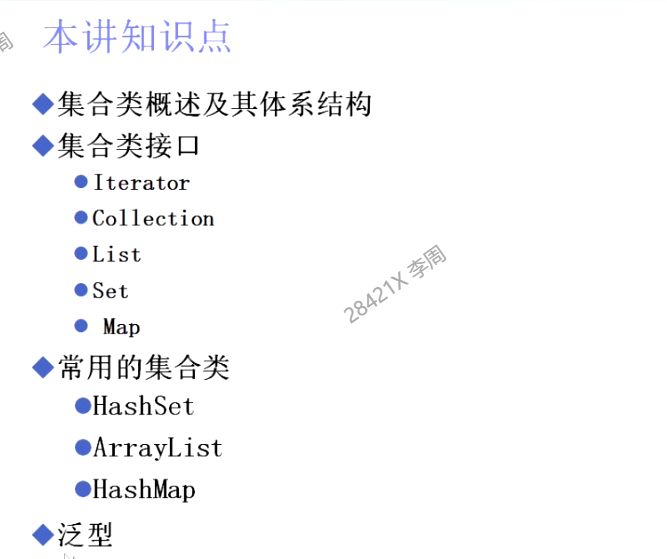 本讲知识点
集合类概述及其体系结构
集合类接口
Iterator
Collection
List
Set
Map
28421X 李周
常用的集合类
HashSet
ArrayList
HashMap
泛型